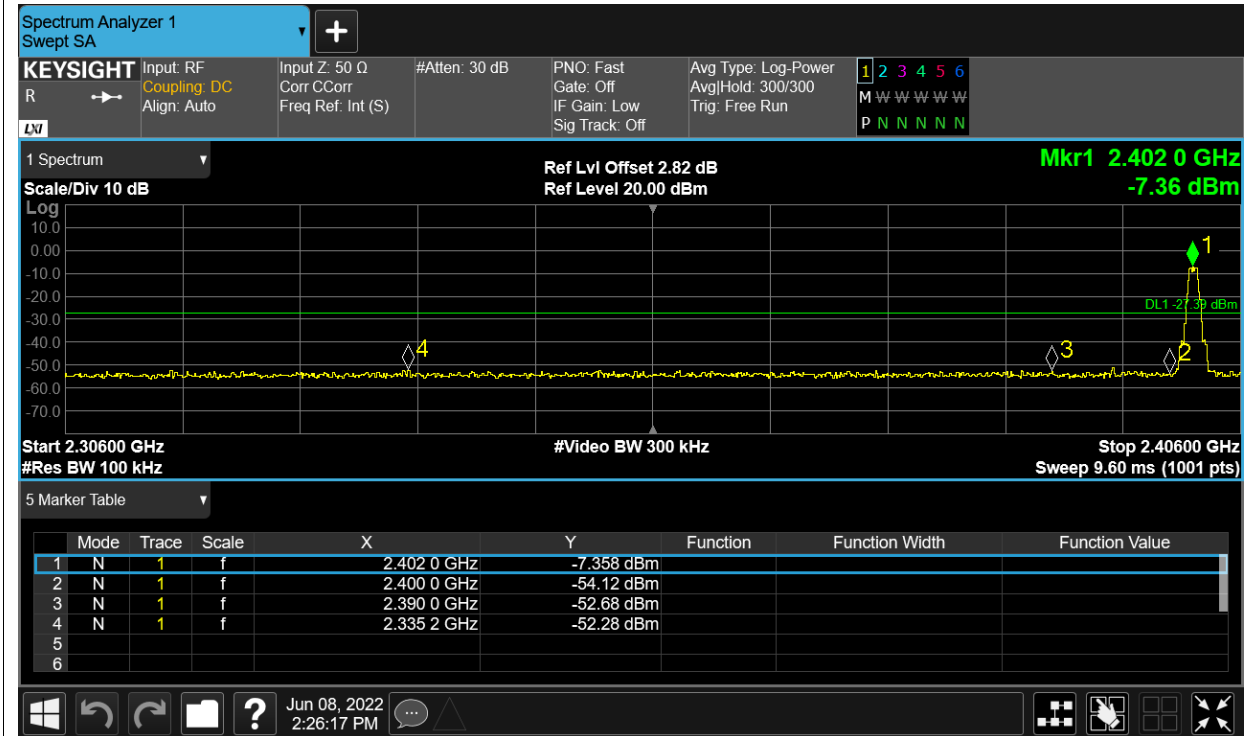 Spectrum Analyzer 1
Swept SA
KEYSIGHT
R
LXI
Input: RF
Coupling: DC
Align: Auto
Input Z: 50 Ω
Corr CCorr
Freq Ref: Int (S)
#Atten: 30 dB
PNO: Fast
Gate: Off
IF Gain: Low
Sig Track: Off
Avg Type: Log-Power
Avg|Hold: 300/300
Trig: Free Run
1 2 3 4 5 6
M W W W W W
P N N N N N
1 Spectrum
Scale/Div 10 dB
Ref Lvl Offset 2.82 dB
Ref Level 20.00 dBm
Mkr1 2.402 0 GHz
-7.36 dBm
Log
10.0
0.00
-10.0
-20.0
-30.0
-40.0
-50.0
-60.0
-70.0
1
DL1 -27.39 dBm
4
3
2
Start 2.30600 GHz
#Video BW 300 kHz
Stop 2.40600 GHz
#Res BW 100 kHz
Sweep 9.60 ms (1001 pts)
5 Marker Table
Mode Trace Scale X Y Function Function Width Function Value
1 N 1 f 2.402 0 GHz -7.358 dBm
2 N 1 f 2.400 0 GHz -54.12 dBm
3 N 1 f 2.390 0 GHz -52.68 dBm
4 N 1 f 2.335 2 GHz -52.28 dBm
5
6
?
Jun 08, 2022
2:26:17 PM